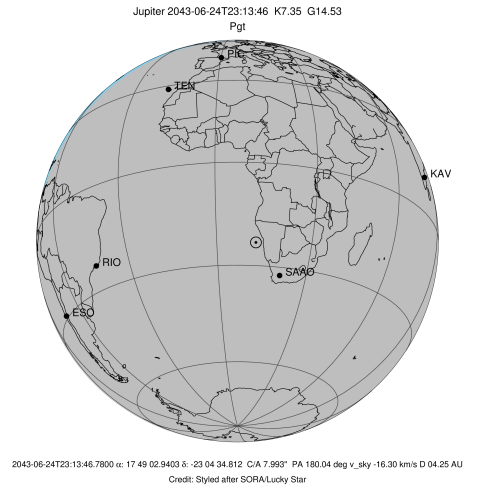 Jupiter 2043-06-24T23:13:46  K7.35  G14.53
Pgt
PIC
TEN
KAV
RIO
SAAO
ESO
2043-06-24T23:13:46.7800 α: 17 49 02.9403 δ: -23 04 34.812  C/A 7.993"  PA 180.04 deg v_sky -16.30 km/s D 04.25 AU
Credit: Styled after SORA/Lucky Star